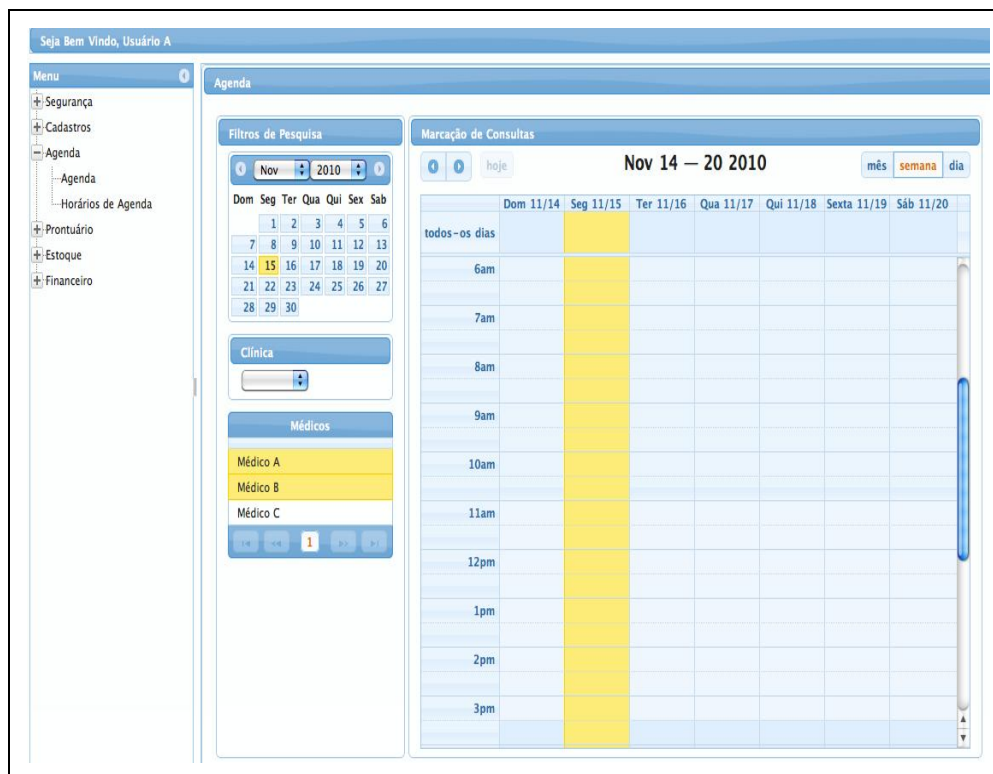 Seja Bem Vindo, Usuário A
Menu
Segurança
Cadastros
Agenda
Agenda
Horários de Agenda
Prontuário
Estoque
Financeiro
Agenda
Filtros de Pesquisa
Nov 2010
Dom Seg Ter Qua Qui Sex Sab
1 2 3 4 5 6
7 8 9 10 11 12 13
14 15 16 17 18 19 20
21 22 23 24 25 26 27
28 29 30
Clínica
Médicos
Médico A
Médico B
Médico C
1
Marcação de Consultas
hoje
Nov 14 — 20 2010
mês semana dia
Dom 11/14 Seg 11/15 Ter 11/16 Qua 11/17 Qui 11/18 Sexta 11/19 Sáb 11/20
todos-os dias
6am
7am
8am
9am
10am
11am
12pm
1pm
2pm
3pm